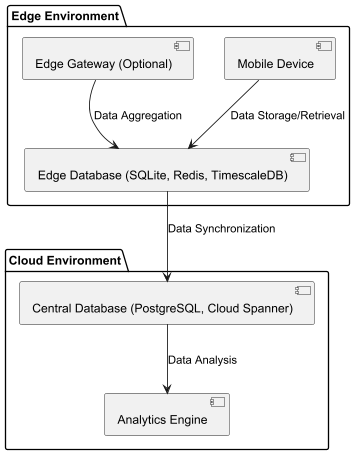 Edge Environment
Edge Gateway (Optional)
Mobile Device
Data Aggregation
Data Storage/Retrieval
Edge Database (SQLite, Redis, TimescaleDB)
Data Synchronization
Cloud Environment
Central Database (PostgreSQL, Cloud Spanner)
Data Analysis
Analytics Engine